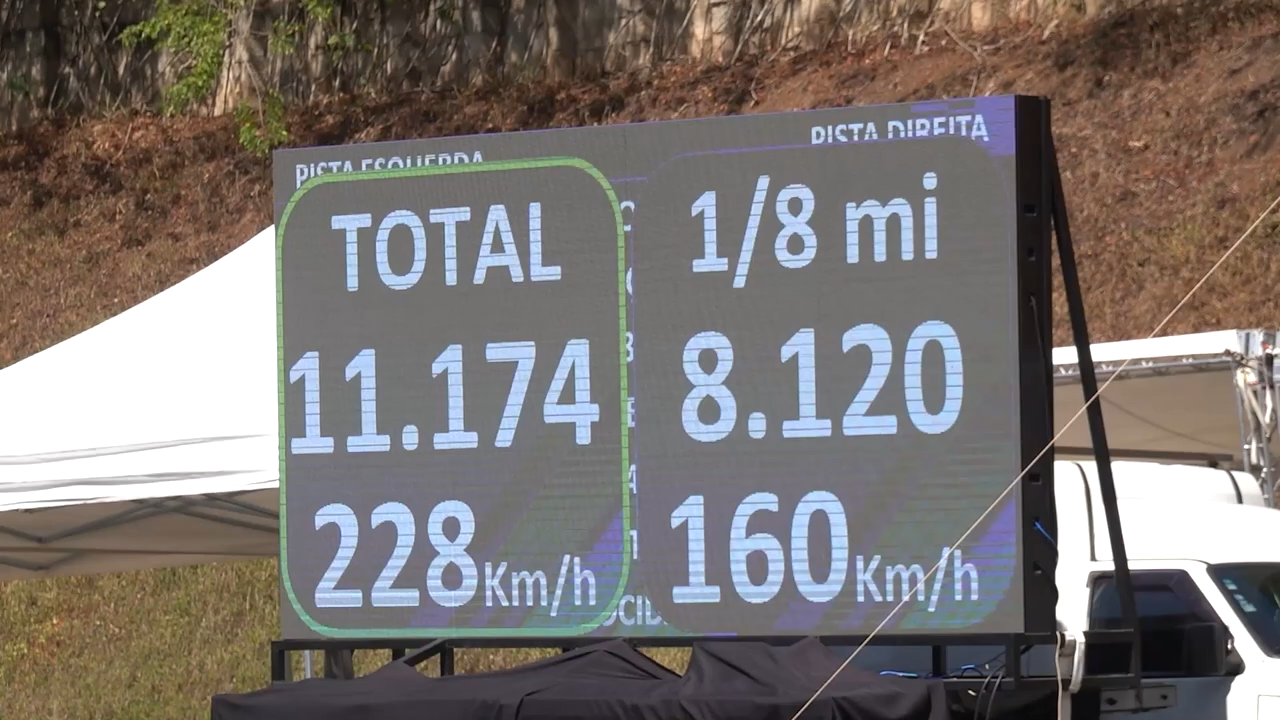 PISTA ESQUERDA
PISTA DIREITA
TOTAL
11.174
228 Km/h
1/8 mi
8.120
160 Km/h